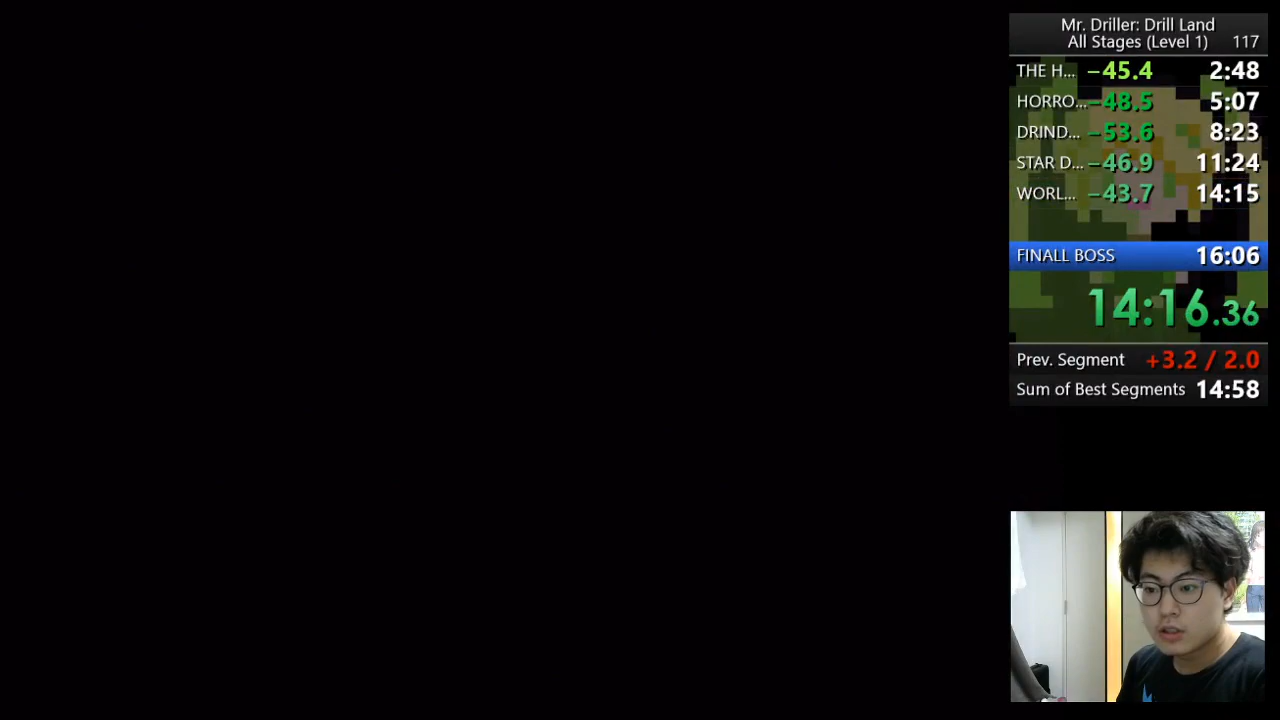 Mr. Driller: Drill Land
All Stages (Level 1) 117
THE H... -45.4 2:48
HORRO... -48.5 5:07
DRIND... -53.6 8:23
STAR D... -46.9 11:24
WORL... -43.7 14:15
FINALL BOSS 16:06
14:16.36
Prev. Segment +3.2 / 2.0
Sum of Best Segments 14:58